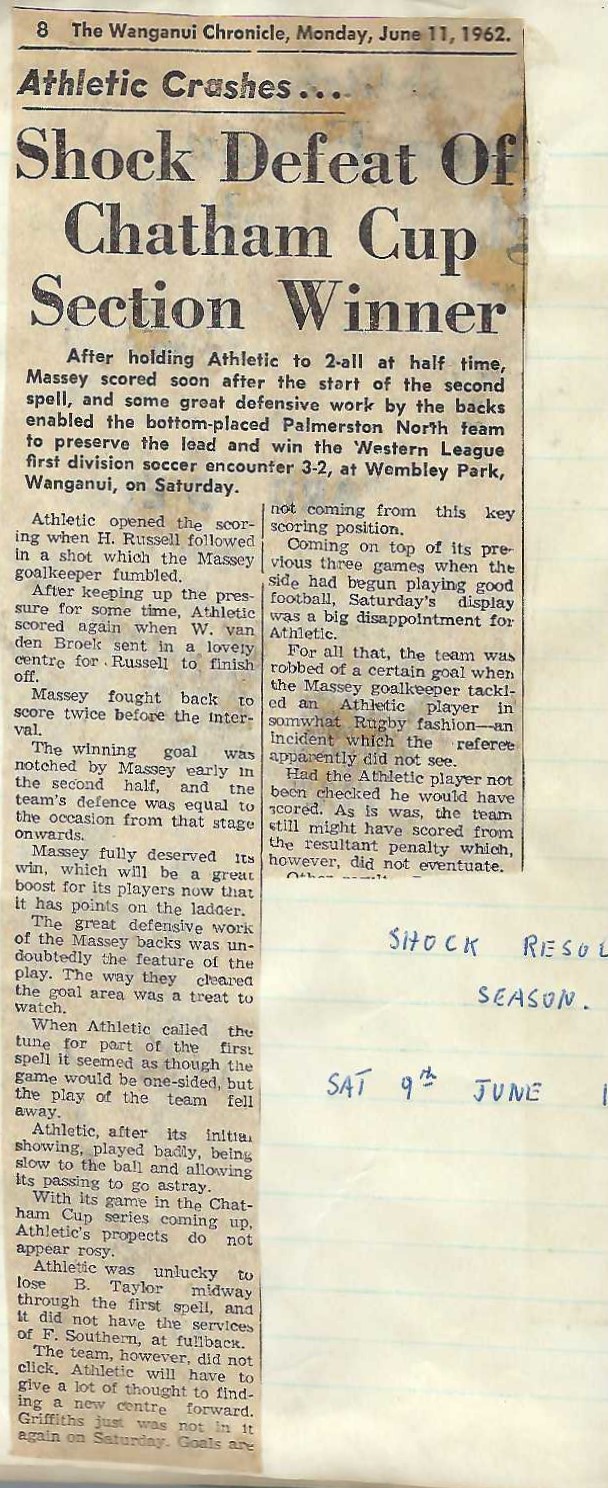 8 The Wanganui Chronicle, Monday, June 11, 1962.
Athletic Crashes...
Shock Defeat Of
Chatham Cup
Section Winner
After holding Athletic to 2-all at half time,
Massey scored soon after the start of the second
spell, and some great defensive work by the backs
enabled the bottom-placed Palmerston North team
to preserve the lead and win the Western League
first division soccer encounter 3-2, at Wembley Park,
Wanganui, on Saturday.
Athletic opened the scor-
ing when H. Russell followed
in a shot which the Massey
goalkeeper fumbled.
After keeping up the pres-
sure for some time, Athletic
scored again when W. van
den Broek sent in a lovely
centre for Russell to finish
off.
Massey fought back to
score twice before the inter-
val.
The winning goal was
notched by Massey early in
the second half, and the
team's defence was equal to
the occasion from that stage
onwards.
Massey fully deserved its
win, which will be a great
boost for its players now that
it has points on the ladder.
The great defensive work
of the Massey backs was un-
doubtedly the feature of the
play. The way they cleared
the goal area was a treat to
watch.
When Athletic called the
tune for part of the first
spell it seemed as though the
game would be one-sided, but
the play of the team fell
away.
Athletic, after its initial
showing, played badly, being
slow to the ball and allowing
its passing to go astray.
With its game in the Chat-
ham Cup series coming up,
Athletic's propects do not
appear rosy.
Athletic was unlucky to
lose B. Taylor midway
through the first spell, and
it did not have the services
of F. Southern, at fullback.
The team, however, did not
click. Athletic will have to
give a lot of thought to find-
ing a new centre forward.
Griffiths just was not in it
again on Saturday. Goals are
not coming from this key
scoring position.
Coming on top of its pre-
vious three games when the
side had begun playing good
football, Saturday's display
was a big disappointment for
Athletic.
For all that, the team was
robbed of a certain goal when
the Massey goalkeeper tackl-
ed an Athletic player in
somwhat Rugby fashion—an
incident which the referee
apparently did not see.
Had the Athletic player not
been checked he would have
scored. As is was, the team
still might have scored from
the resultant penalty which,
however, did not eventuate.
SHOCK RESUL
SEASON.
SAT 9th JUNE 1